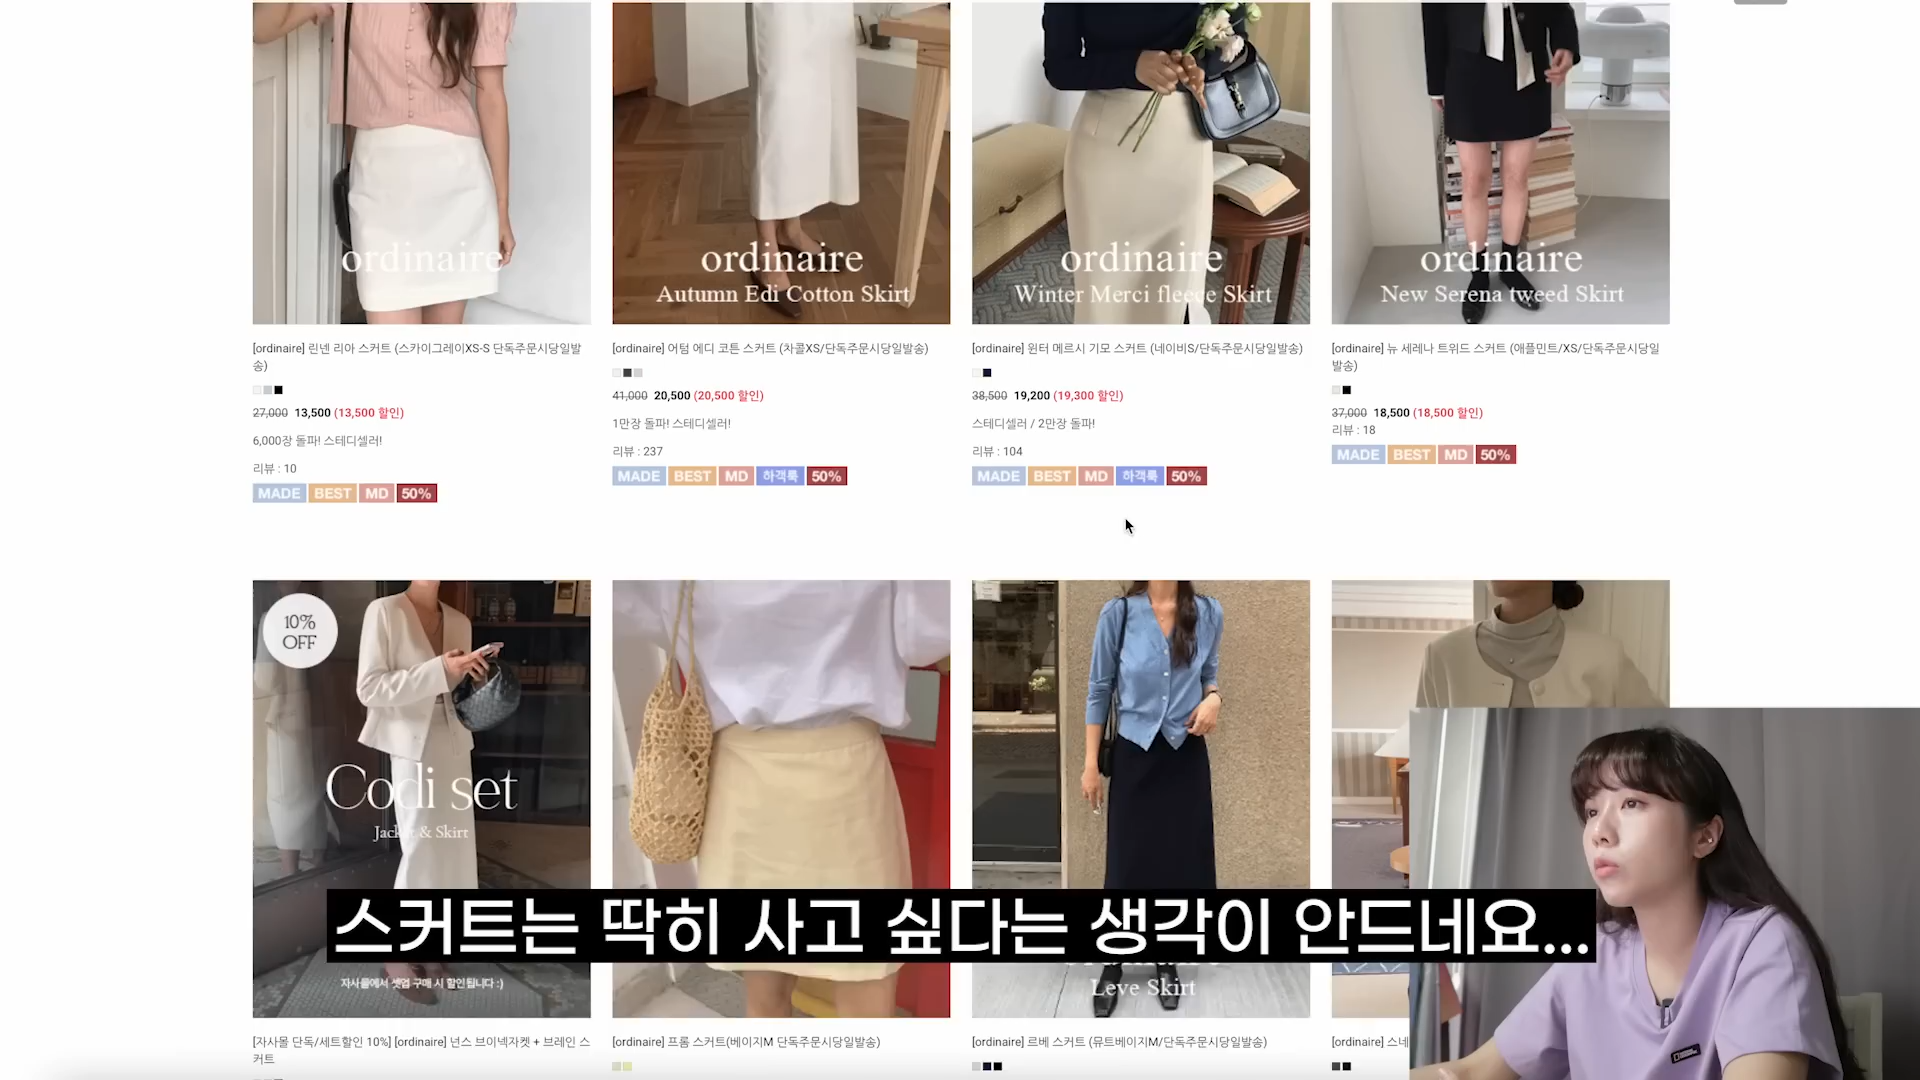 ordinaire
ordinaire
Autumn Edi Cotton Skirt
ordinaire
Winter Merci fleece Skirt
ordinaire
New Serena tweed Skirt
[ordinaire] 린넨 리아 스커트 (스카이그레이XS-S 단독주문시당일발
송)
27,000 13,500 (13,500 할인)
6,000장 돌파! 스테디셀러!
리뷰 : 10
MADE BEST MD 50%
[ordinaire] 어텀 에디 코튼 스커트 (차콜XS/단독주문시당일발송)
41,000 20,500 (20,500 할인)
1만장 돌파! 스테디셀러!
리뷰 : 237
MADE BEST MD 하객룩 50%
[ordinaire] 윈터 메르시 기모 스커트 (네이비S/단독주문시당일발송)
38,500 19,200 (19,300 할인)
스테디셀러 / 2만장 돌파!
리뷰 : 104
MADE BEST MD 하객룩 50%
[ordinaire] 뉴 세레나 트위드 스커트 (애플민트/XS/단독주문시당일
발송)
37,000 18,500 (18,500 할인)
리뷰 : 18
MADE BEST MD 50%
10%
OFF
Codi set
Jacket & Skirt
스커트는 딱히 사고 싶다는 생각이 안드네요...
자사몰에서 셋업 구매 시 할인됩니다 :)
Leve Skirt
[자사몰 단독/세트할인 10%] [ordinaire] 넌스 브이넥자켓 + 브레인 스
커트
[ordinaire] 프롬 스커트(베이지M 단독주문시당일발송)
[ordinaire] 르베 스커트 (뮤트베이지M/단독주문시당일발송)
[ordinaire] 스네